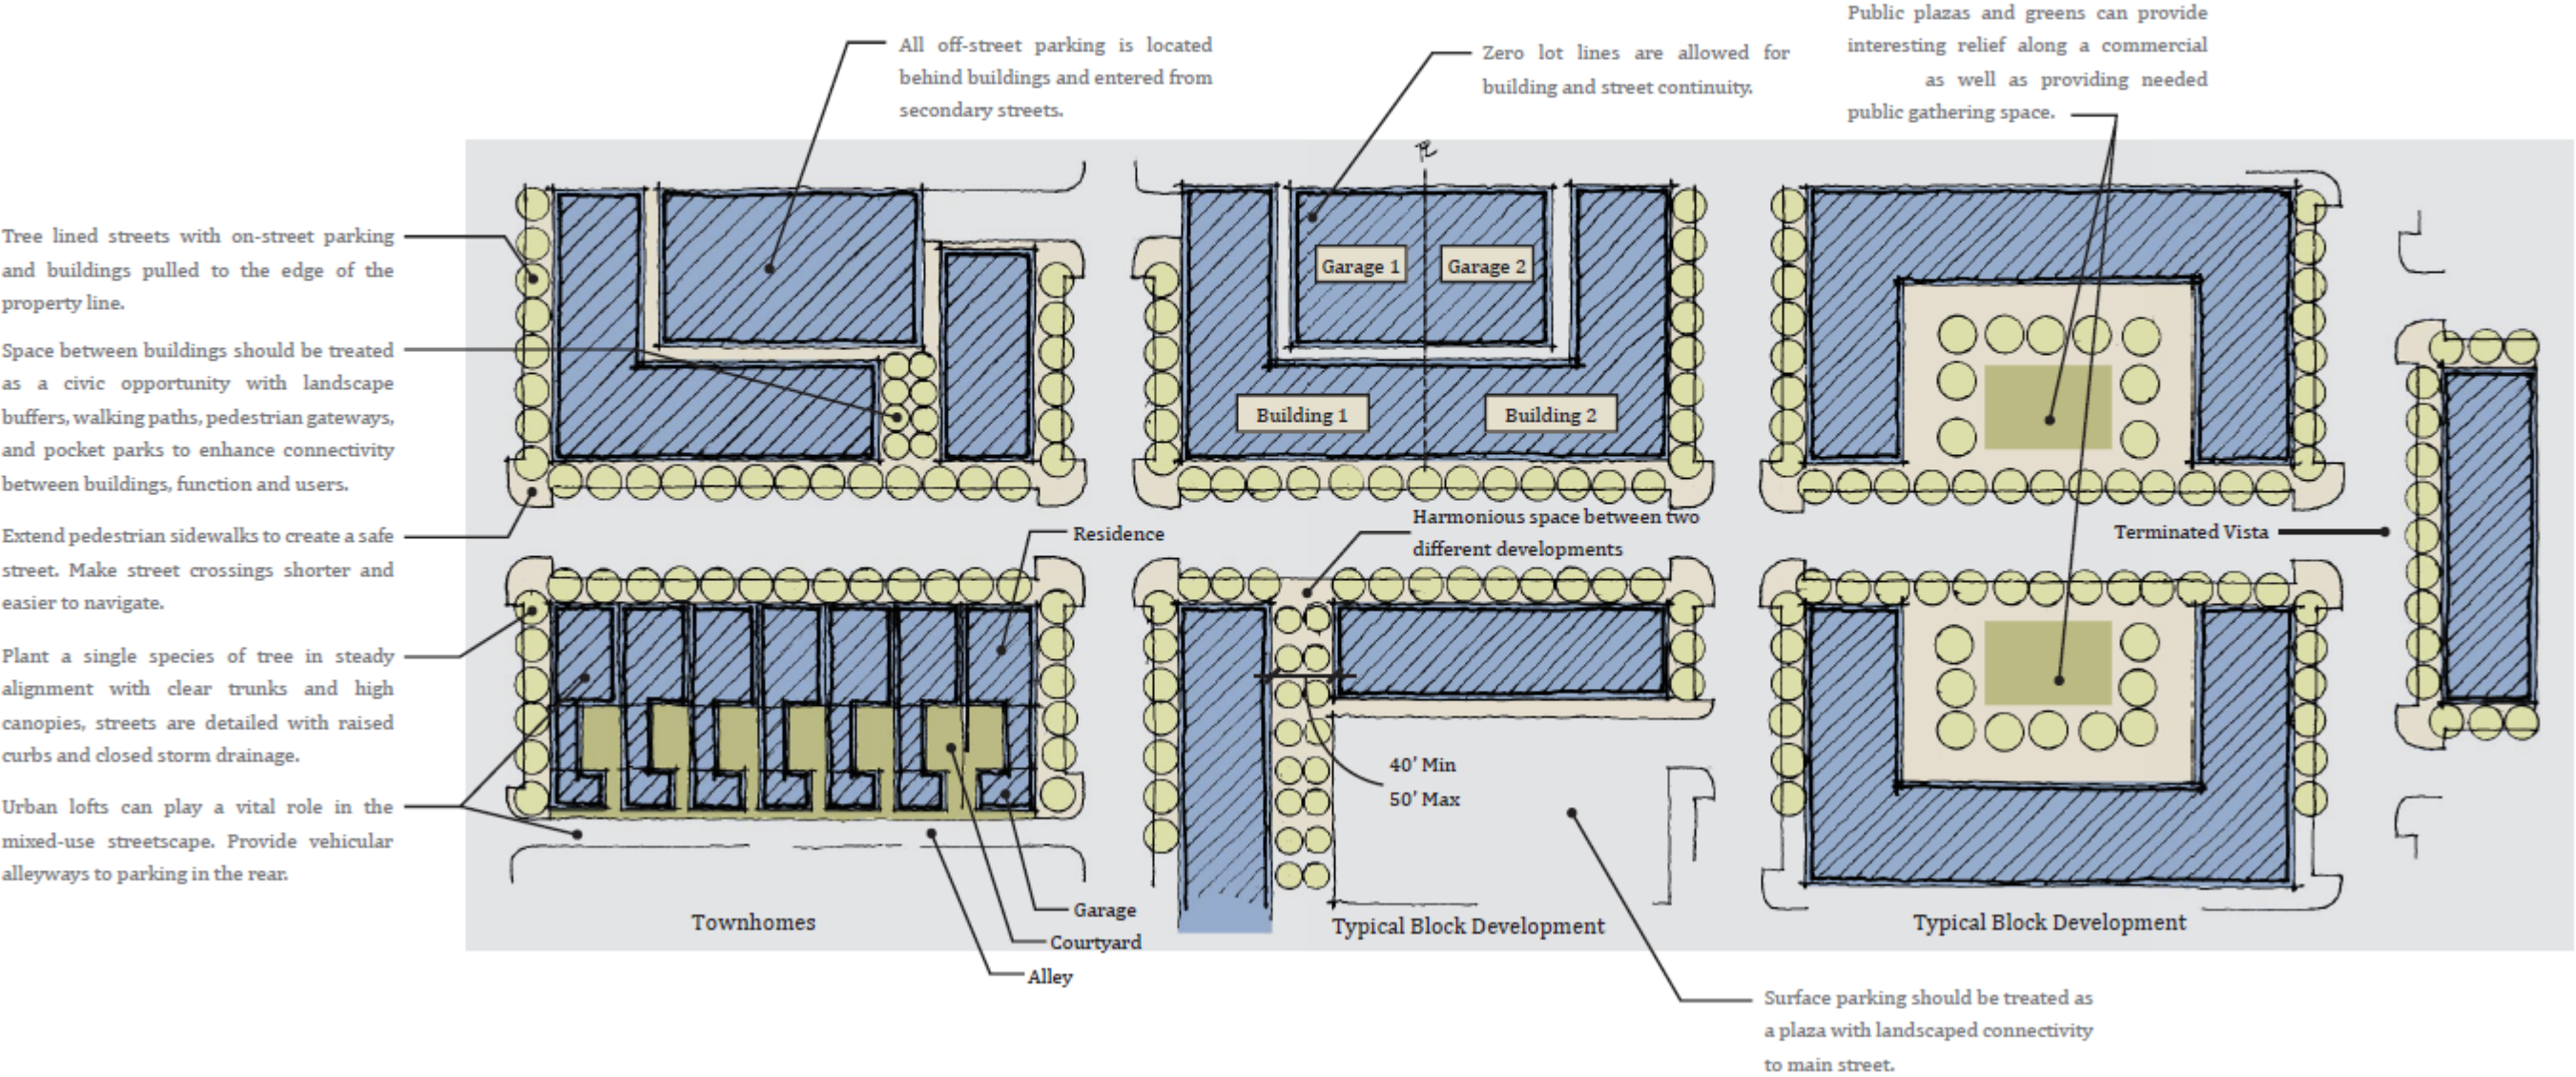 All off-street parking is located
behind buildings and entered from
secondary streets.
Zero lot lines are allowed for
building and street continuity.
Public plazas and greens can provide
interesting relief along a commercial
as well as providing needed
public gathering space.
Tree lined streets with on-street parking
and buildings pulled to the edge of the
property line.
Space between buildings should be treated
as a civic opportunity with landscape
buffers, walking paths, pedestrian gateways,
and pocket parks to enhance connectivity
between buildings, function and users.
Extend pedestrian sidewalks to create a safe
street. Make street crossings shorter and
easier to navigate.
Plant a single species of tree in steady
alignment with clear trunks and high
canopies, streets are detailed with raised
curbs and closed storm drainage.
Urban lofts can play a vital role in the
mixed-use streetscape. Provide vehicular
alleyways to parking in the rear.
Garage 1
Garage 2
Building 1
Building 2
Residence
Harmonious space between two
different developments
Terminated Vista
40' Min
50' Max
Townhomes
Garage
Courtyard
Alley
Typical Block Development
Typical Block Development
Surface parking should be treated as
a plaza with landscaped connectivity
to main street.